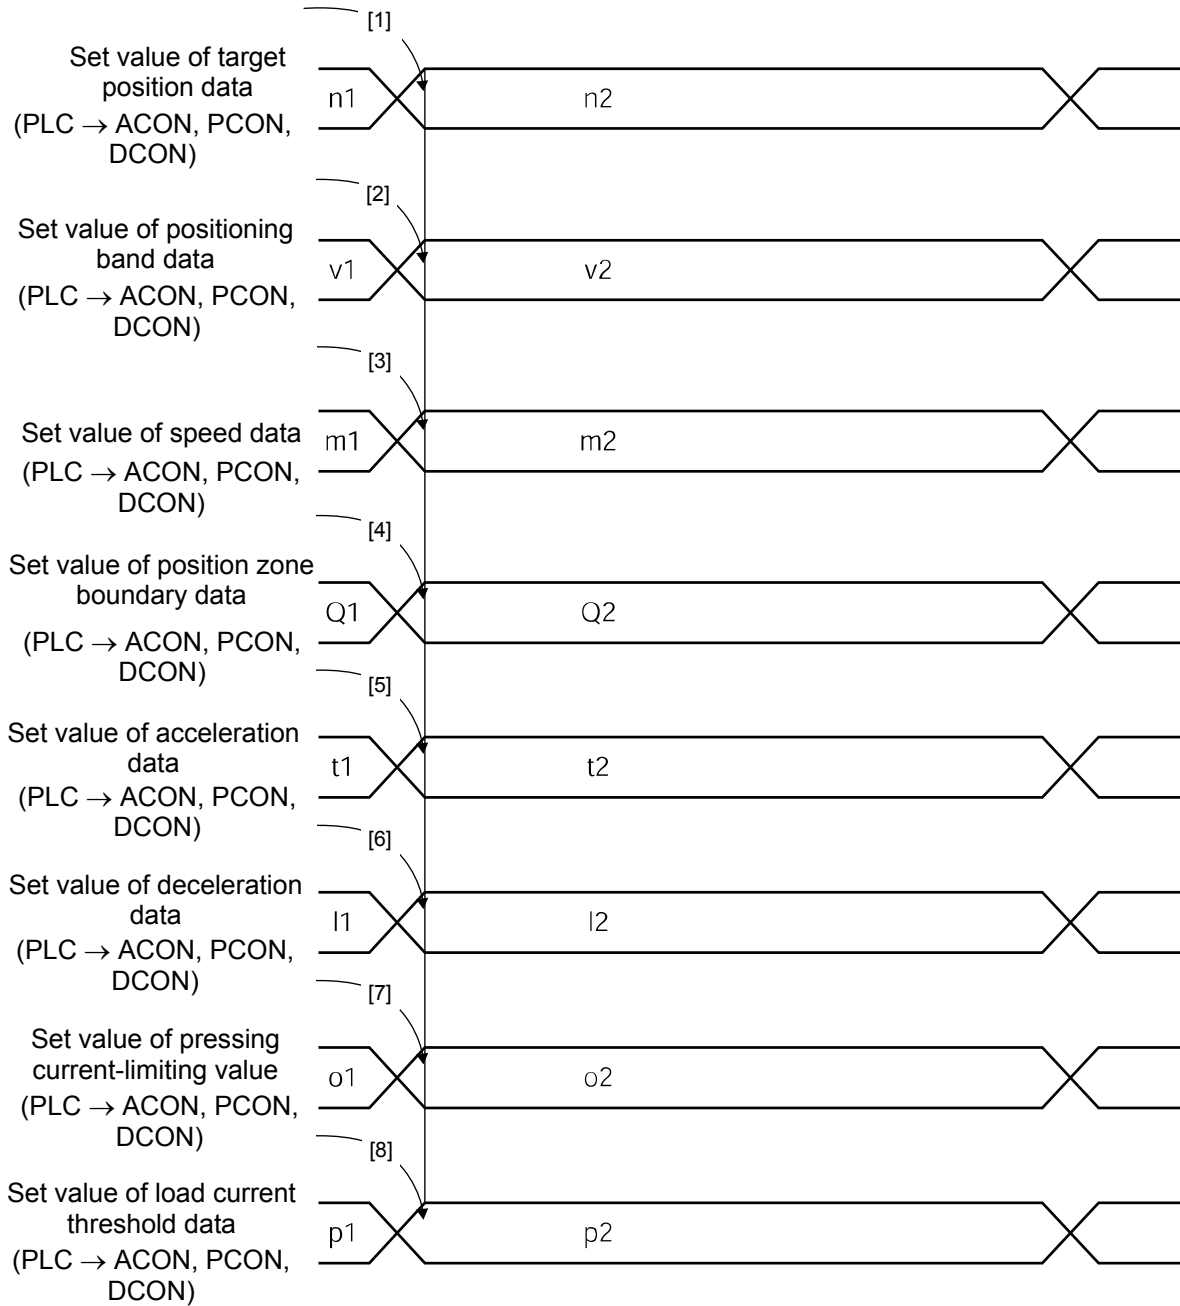 [1]
Set value of target
position data
(PLC → ACON, PCON,
DCON)
n1
n2
[2]
Set value of positioning
band data
(PLC → ACON, PCON,
DCON)
v1
v2
[3]
Set value of speed data
(PLC → ACON, PCON,
DCON)
m1
m2
[4]
Set value of position zone
boundary data
(PLC → ACON, PCON,
DCON)
Q1
Q2
[5]
Set value of acceleration
data
(PLC → ACON, PCON,
DCON)
t1
t2
[6]
Set value of deceleration
data
(PLC → ACON, PCON,
DCON)
l1
l2
[7]
Set value of pressing
current-limiting value
(PLC → ACON, PCON,
DCON)
o1
o2
[8]
Set value of load current
threshold data
(PLC → ACON, PCON,
DCON)
p1
p2